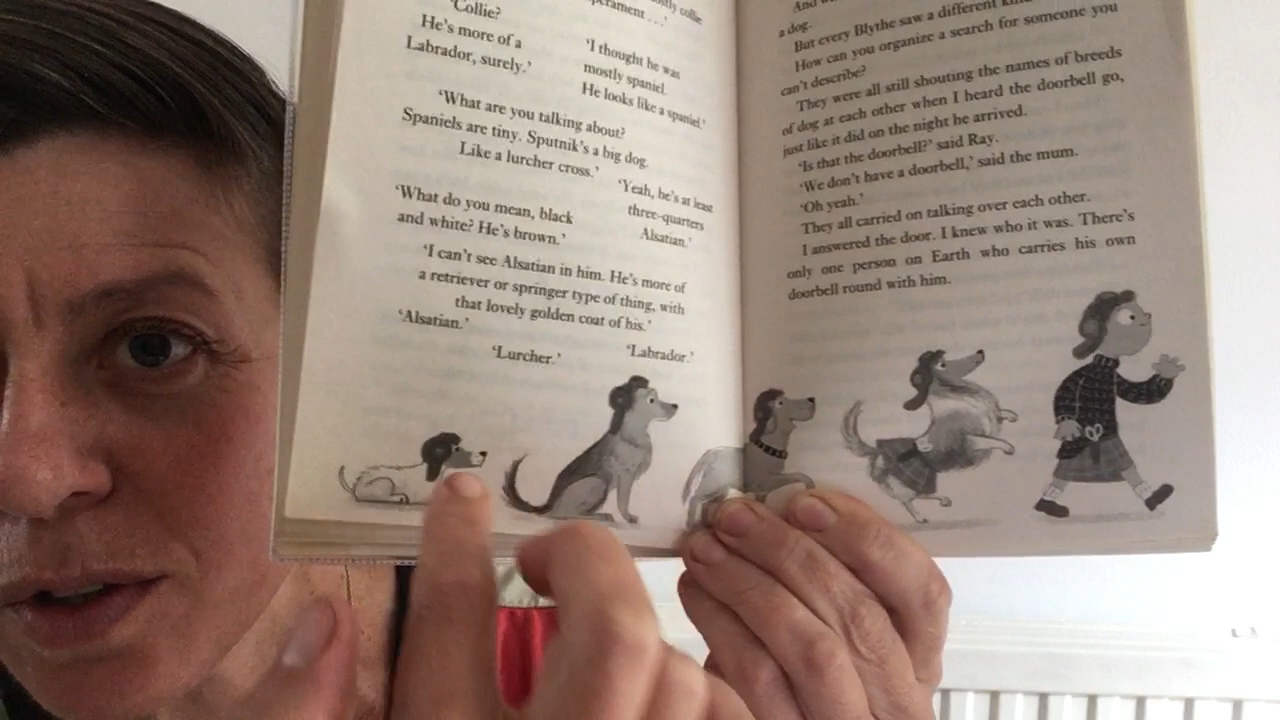 mostly collie
'Collie?
perament . . .'
He's more of a
Labrador, surely.'
'I thought he was
mostly spaniel.
He looks like a spaniel.'
'What are you talking about?
Spaniels are tiny. Sputnik's a big dog.
Like a lurcher cross.'
'Yeah, he's at least
three-quarters
Alsatian.'
'What do you mean, black
and white? He's brown.'
'I can't see Alsatian in him. He's more of
a retriever or springer type of thing, with
that lovely golden coat of his.'
'Alsatian.'
'Lurcher.'
'Labrador.'
And
a dog.
But every Blythe saw a different
How can you organize a search for someone you
can't describe?
They were all still shouting the names of breeds
of dog at each other when I heard the doorbell go,
just like it did on the night he arrived.
'Is that the doorbell?' said Ray.
'We don't have a doorbell,' said the mum.
'Oh yeah.'
They all carried on talking over each other.
I answered the door. I knew who it was. There's
only one person on Earth who carries his own
doorbell round with him.